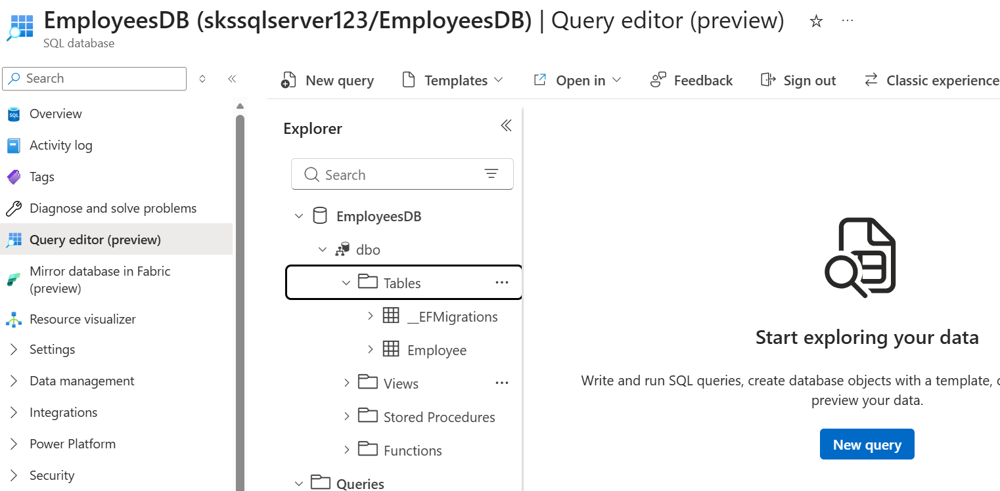 EmployeesDB (skssqlserver123/EmployeesDB) | Query editor (preview)
SQL database
Search
Overview
Activity log
Tags
Diagnose and solve problems
Query editor (preview)
Mirror database in Fabric
(preview)
Resource visualizer
Settings
Data management
Integrations
Power Platform
Security
New query
Templates
Open in
Feedback
Sign out
Classic experience
Explorer
Search
EmployeesDB
dbo
Tables
__EFMigrations
Employee
Views
Stored Procedures
Functions
Queries
Start exploring your data
Write and run SQL queries, create database objects with a template,
preview your data.
New query